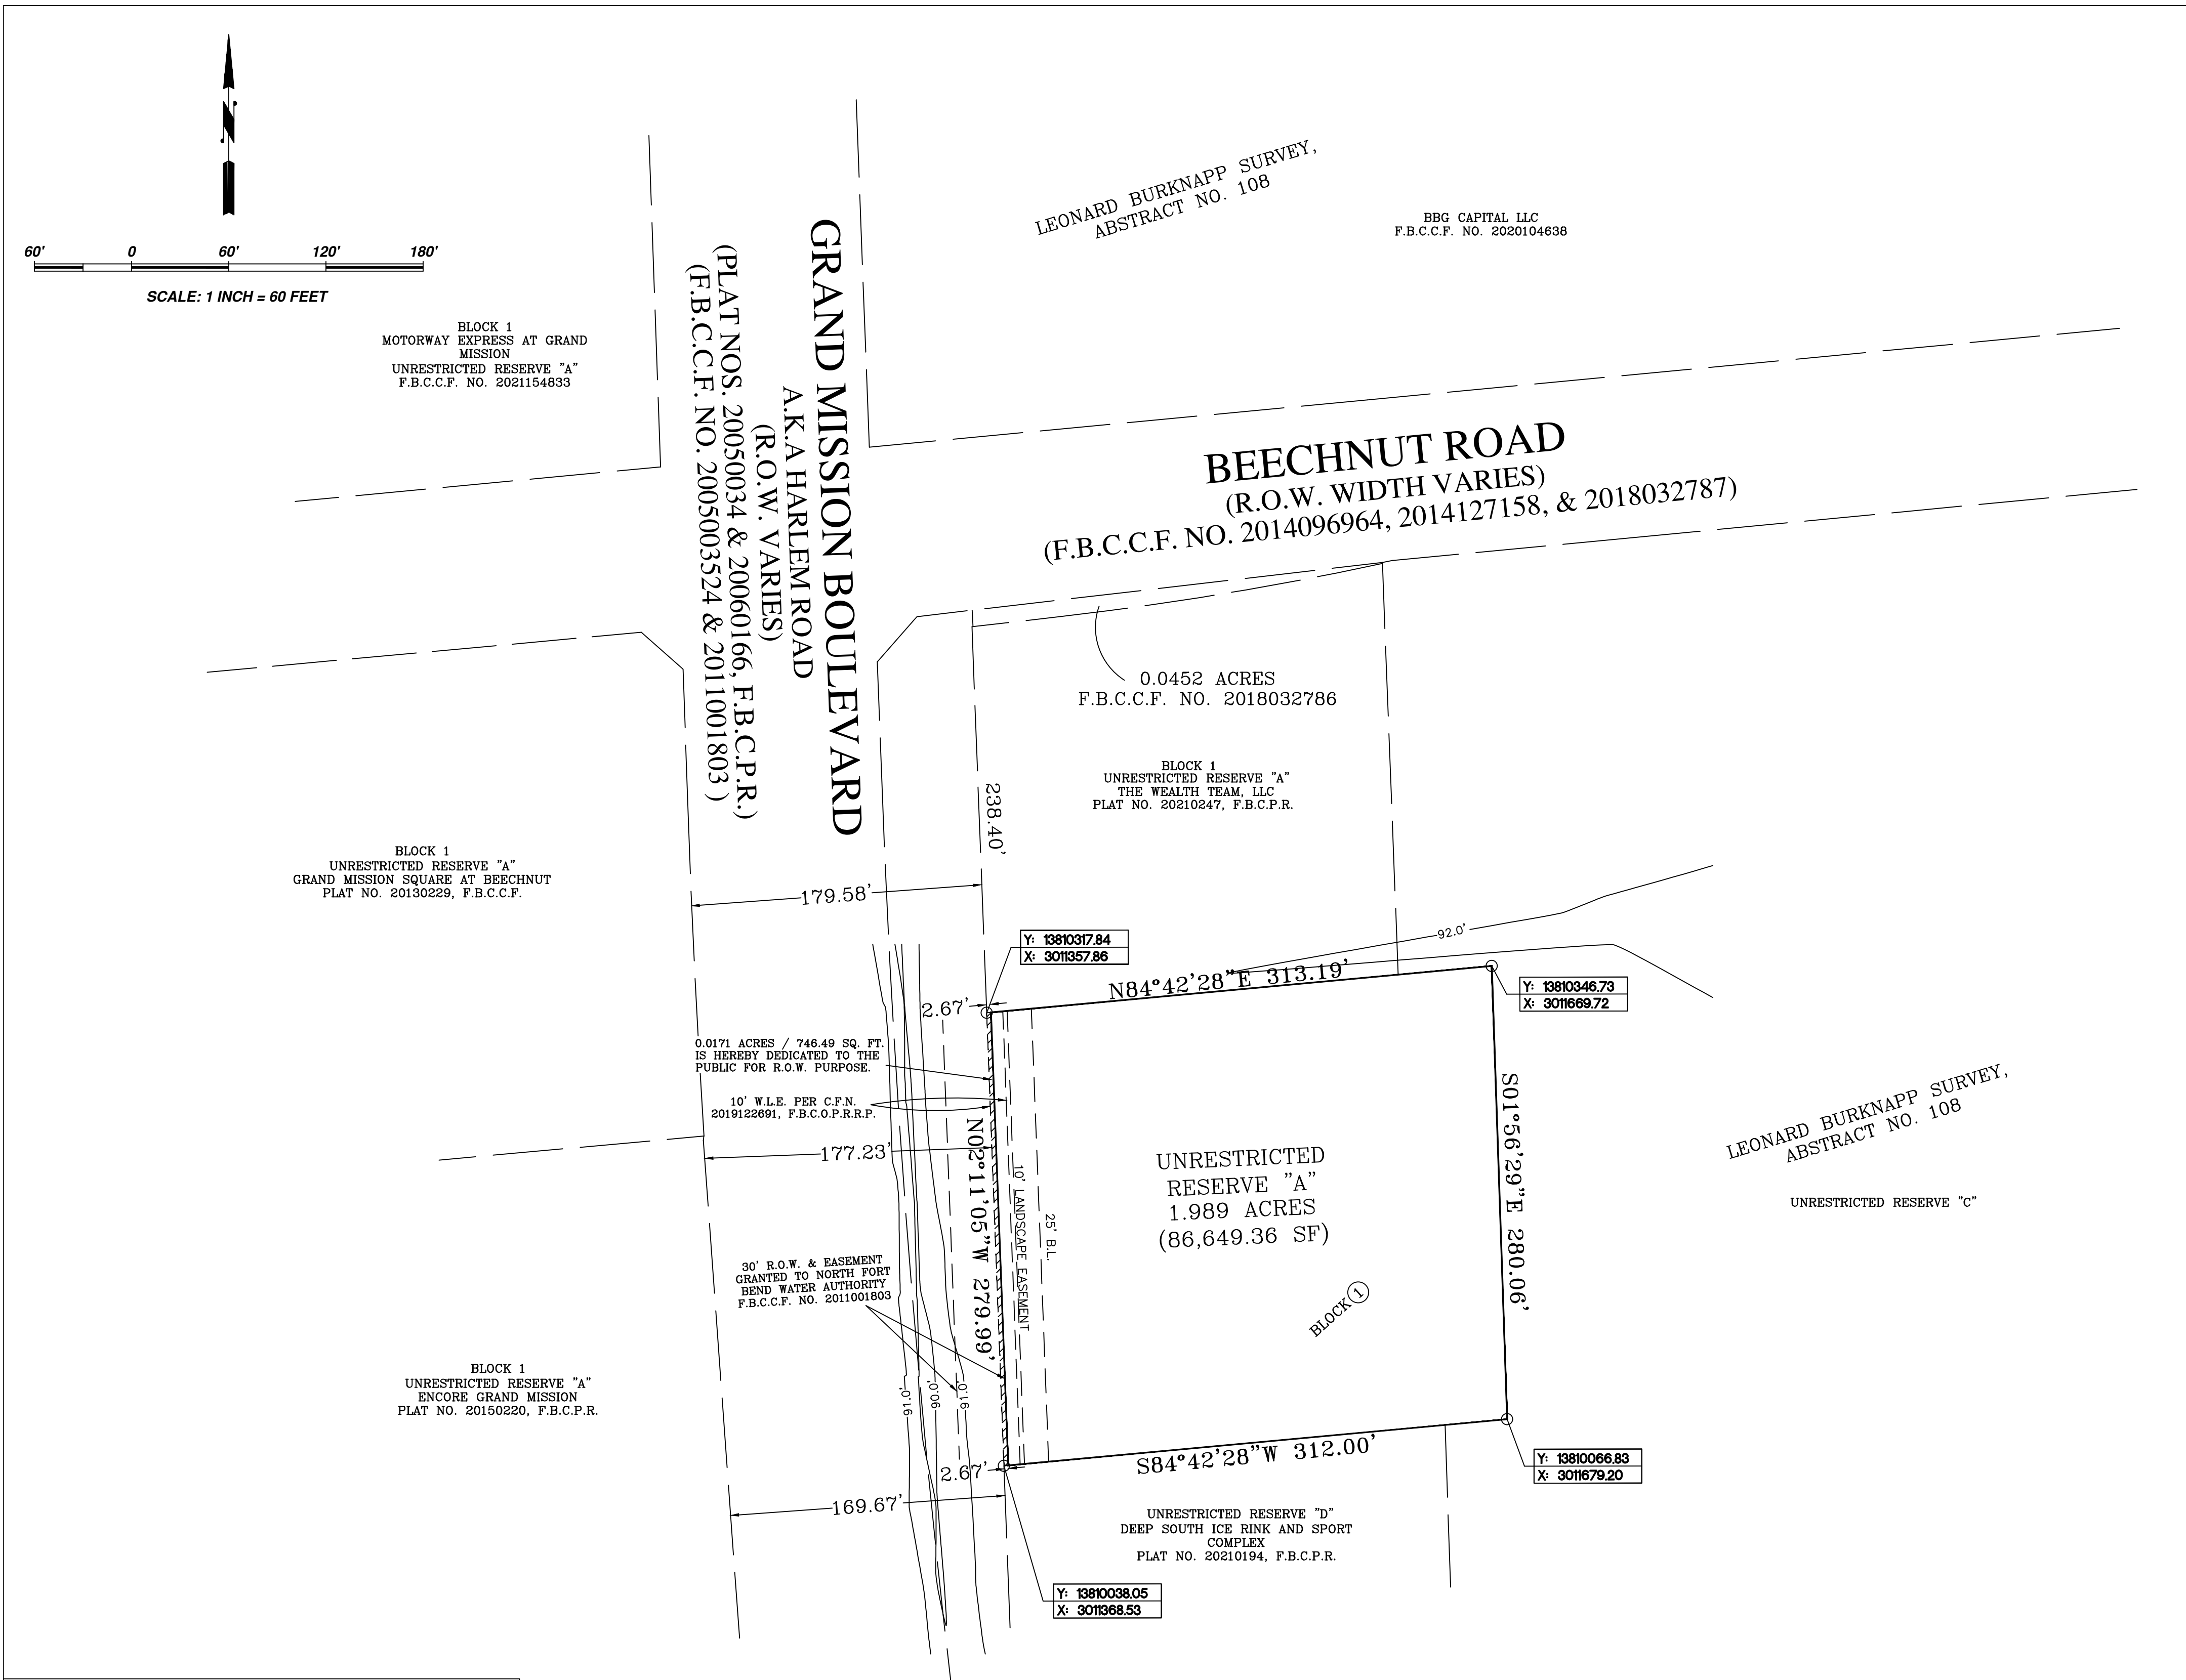 N
60' 0 60' 120' 180'
SCALE: 1 INCH = 60 FEET
BLOCK 1
MOTORWAY EXPRESS AT GRAND
MISSION
UNRESTRICTED RESERVE "A"
F.B.C.C.F. NO. 2021154833
GRAND MISSION BOULEVARD
A.K.A HARLEM ROAD
(R.O.W. VARIES)
(PLAT NOS. 20050034 & 20060166, F.B.C.P.R.)
(F.B.C.C.F. NO. 2005003524 & 2011001803 )
LEONARD BURKNAPP SURVEY,
ABSTRACT NO. 108
BBG CAPITAL LLC
F.B.C.C.F. NO. 2020104638
BEECHNUT ROAD
(R.O.W. WIDTH VARIES)
(F.B.C.C.F. NO. 2014096964, 2014127158, & 2018032787)
0.0452 ACRES
F.B.C.C.F. NO. 2018032786
BLOCK 1
UNRESTRICTED RESERVE "A"
THE WEALTH TEAM, LLC
PLAT NO. 20210247, F.B.C.P.R.
238.40'
BLOCK 1
UNRESTRICTED RESERVE "A"
GRAND MISSION SQUARE AT BEECHNUT
PLAT NO. 20130229, F.B.C.C.F.
179.58'
92.0'
Y: 13810317.84
X: 3011357.86
N84°42'28"E 313.19'
Y: 13810346.73
X: 3011669.72
2.67'
0.0171 ACRES / 746.49 SQ. FT.
IS HEREBY DEDICATED TO THE
PUBLIC FOR R.O.W. PURPOSE.
10' W.L.E. PER C.F.N.
2019122691, F.B.C.O.P.R.R.P.
177.23'
N02°11'05"W 279.99'
10' LANDSCAPE EASEMENT
25' B.L.
UNRESTRICTED
RESERVE "A"
1.989 ACRES
(86,649.36 SF)
BLOCK 1
S01°56'29"E 280.06'
LEONARD BURKNAPP SURVEY,
ABSTRACT NO. 108
UNRESTRICTED RESERVE "C"
30' R.O.W. & EASEMENT
GRANTED TO NORTH FORT
BEND WATER AUTHORITY
F.B.C.C.F. NO. 2011001803
BLOCK 1
UNRESTRICTED RESERVE "A"
ENCORE GRAND MISSION
PLAT NO. 20150220, F.B.C.P.R.
91.0'
90.0'
91.0'
2.67'
S84°42'28"W 312.00'
Y: 13810066.83
X: 3011679.20
169.67'
UNRESTRICTED RESERVE "D"
DEEP SOUTH ICE RINK AND SPORT
COMPLEX
PLAT NO. 20210194, F.B.C.P.R.
Y: 13810038.05
X: 3011368.53